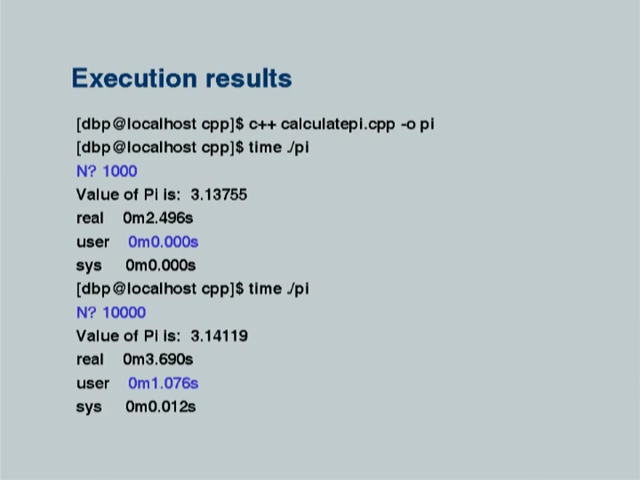 Execution results
[dbp@localhost cpp]$ c++ calculatepi.cpp -o pi
[dbp@localhost cpp]$ time ./pi
N? 1000
Value of Pi is: 3.13755
real 0m2.496s
user 0m0.000s
sys 0m0.000s
[dbp@localhost cpp]$ time ./pi
N? 10000
Value of Pi is: 3.14119
real 0m3.690s
user 0m1.076s
sys 0m0.012s